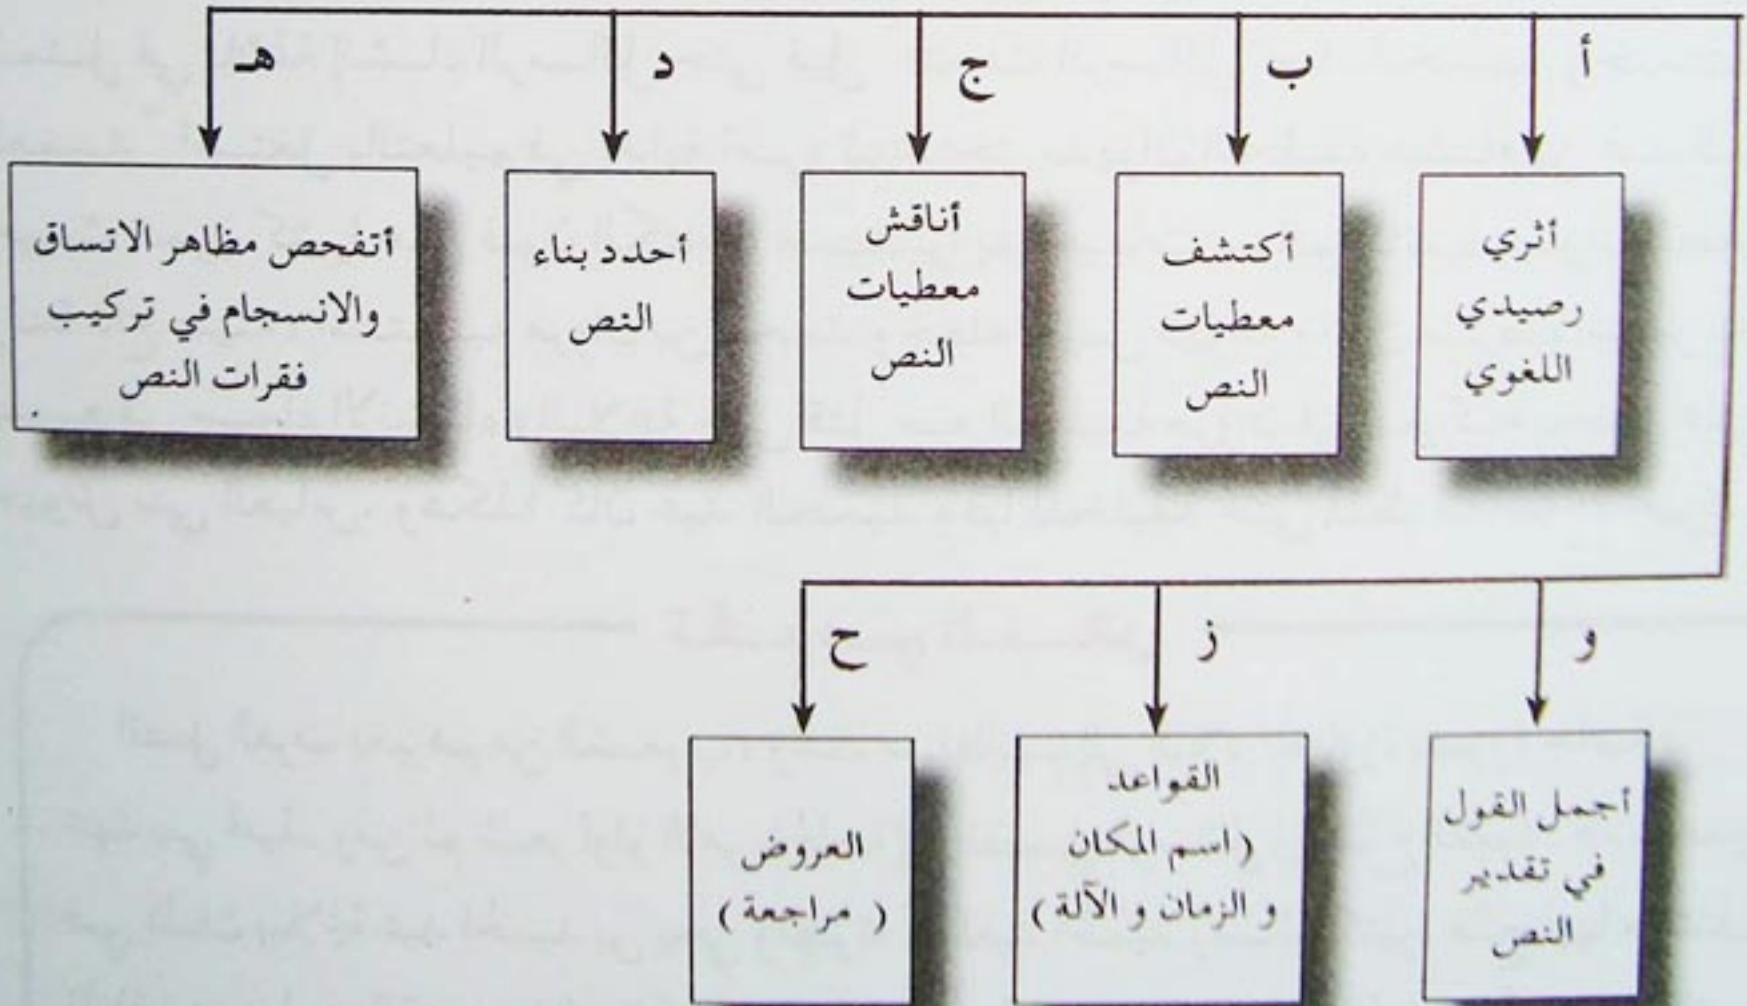 أ
ب
ج
د
هـ
أثري
رصيدي
اللغوي
أكتشف
معطيات
النص
أناقش
معطيات
النص
أحدد بناء
النص
أتفحص مظاهر الاتساق
والانسجام في تركيب
فقرات النص
و
ز
ح
أجمل القول
في تقدير
النص
القواعد
(اسم المكان
و الزمان و الآلة)
العروض
(مراجعة)